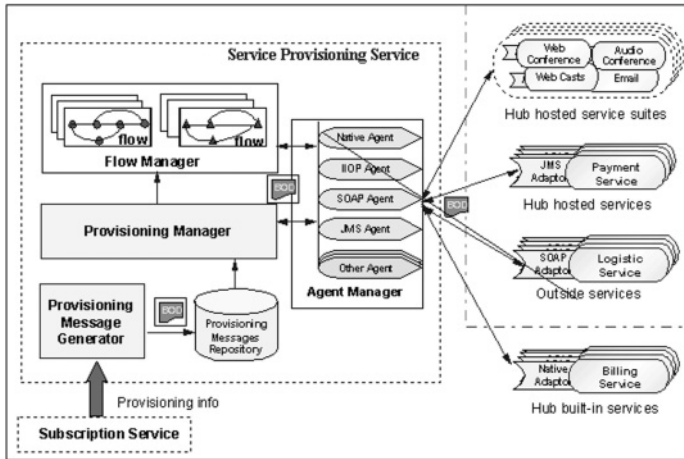 Service Provisioning Service
flow
flow
Flow Manager
BOD
Provisioning Manager
Provisioning
Message
Generator
BOD
Provisioning
Messages
Repository
Provisioning info
Subscription Service
Native Agent
IIOP Agent
SOAP Agent
JMS Agent
Other Agent
Agent Manager
BOD
Web
Conference
Audio
Conference
Web Casts
Email
Hub hosted service suites
JMS
Adaptor
Payment
Service
Hub hosted services
SOAP
Adaptor
Logistic
Service
Outside services
Native
Adaptor
Billing
Service
Hub built-in services